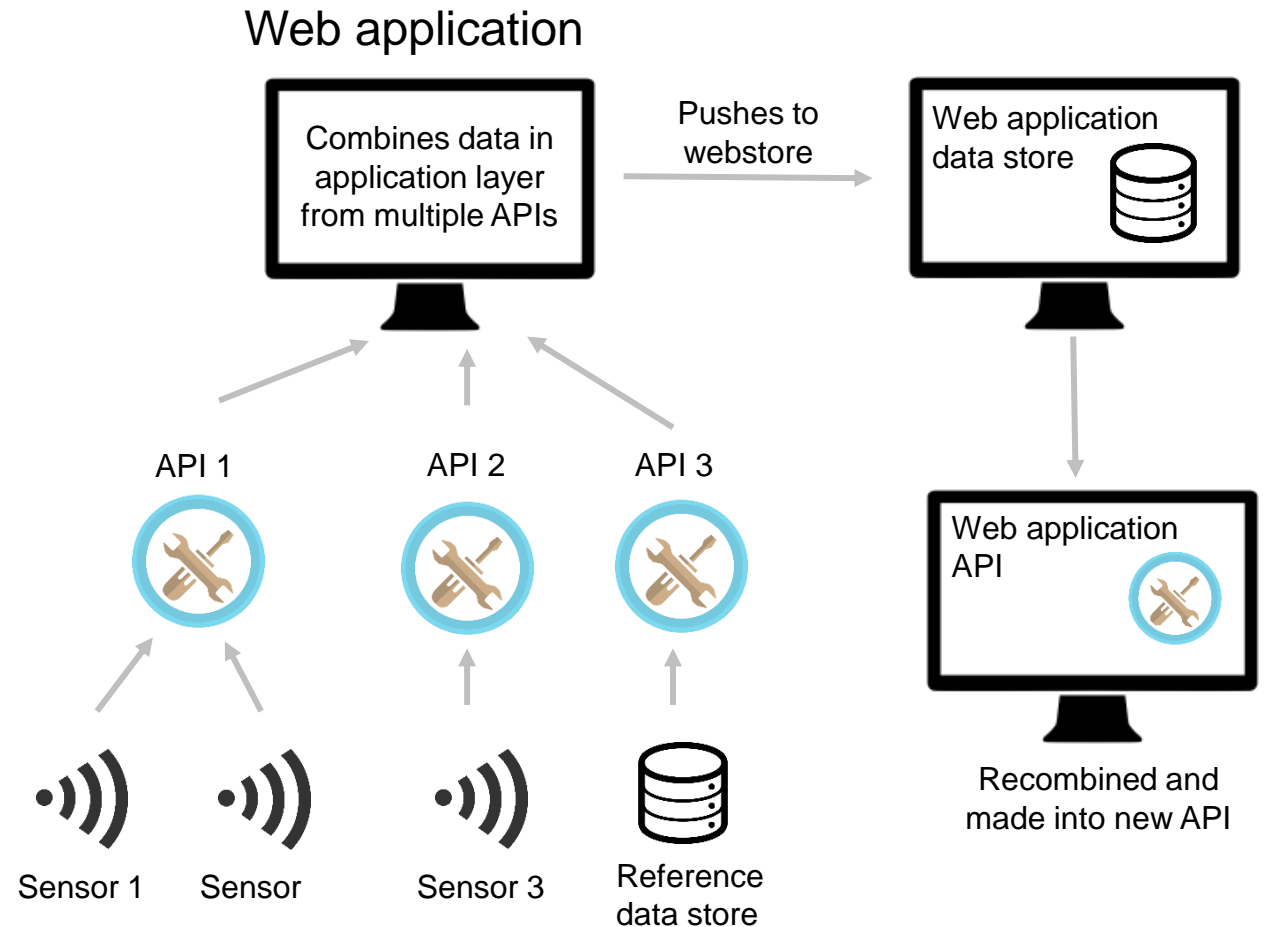 Web application
Combines data in
application layer
from multiple APIs
Pushes to
webstore
Web application
data store
API 1
API 2
API 3
Web application
API
Recombined and
made into new API
Sensor 1
Sensor
Sensor 3
Reference
data store